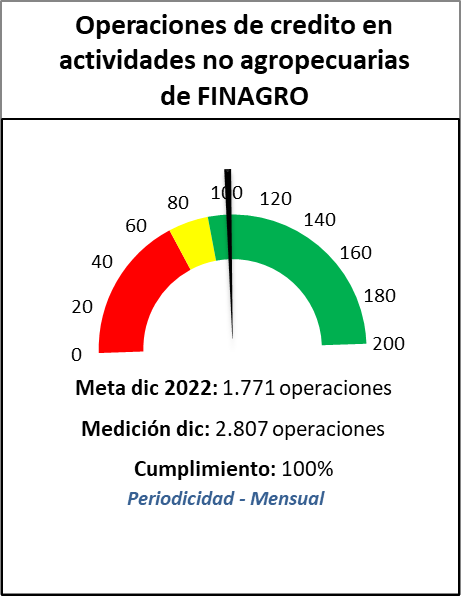 Operaciones de credito en
actividades no agropecuarias
de FINAGRO
0
20
40
60
80
100
120
140
160
180
200
Meta dic 2022: 1.771 operaciones
Medición dic: 2.807 operaciones
Cumplimiento: 100%
Periodicidad - Mensual